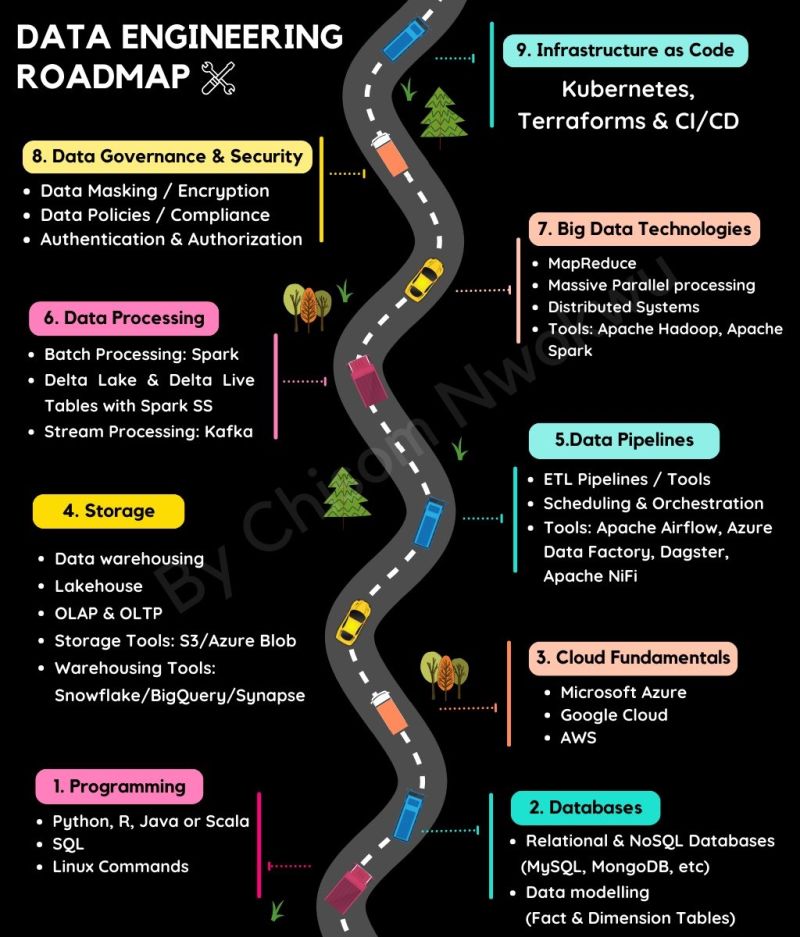 DATA ENGINEERING
ROADMAP
9. Infrastructure as Code
Kubernetes,
Terraforms & CI/CD
8. Data Governance & Security
• Data Masking / Encryption
• Data Policies / Compliance
• Authentication & Authorization
7. Big Data Technologies
• MapReduce
• Massive Parallel processing
• Distributed Systems
• Tools: Apache Hadoop, Apache
Spark
6. Data Processing
• Batch Processing: Spark
• Delta Lake & Delta Live
Tables with Spark SS
• Stream Processing: Kafka
5.Data Pipelines
• ETL Pipelines / Tools
• Scheduling & Orchestration
• Tools: Apache Airflow, Azure
Data Factory, Dagster,
Apache NiFi
4. Storage
• Data warehousing
• Lakehouse
• OLAP & OLTP
• Storage Tools: S3/Azure Blob
• Warehousing Tools:
Snowflake/BigQuery/Synapse
3. Cloud Fundamentals
• Microsoft Azure
• Google Cloud
• AWS
1. Programming
• Python, R, Java or Scala
• SQL
• Linux Commands
2. Databases
• Relational & NoSQL Databases
(MySQL, MongoDB, etc)
• Data modelling
(Fact & Dimension Tables)
By Chisom Nwokwu